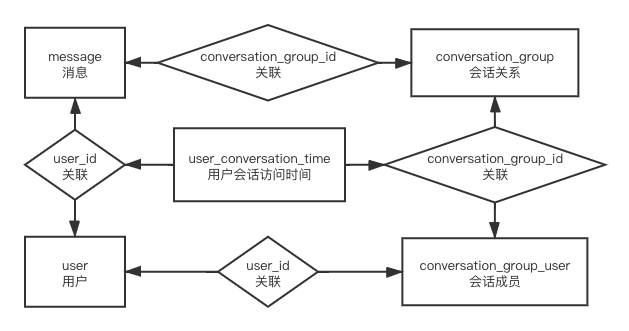 message
消息
conversation_group_id
关联
conversation_group
会话关系
user_id
关联
user_conversation_time
用户会话访问时间
conversation_group_id
关联
user
用户
user_id
关联
conversation_group_user
会话成员